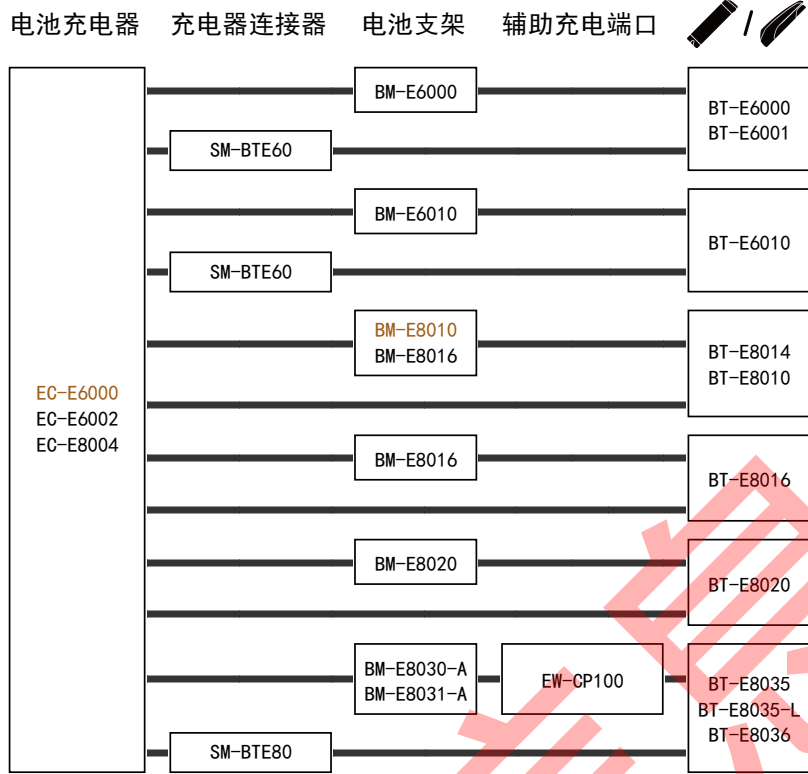 电池充电器 充电器连接器 电池支架 辅助充电端口 /
BM-E6000
BT-E6000
BT-E6001
SM-BTE60
BM-E6010
BT-E6010
SM-BTE60
BM-E8010
BM-E8016
BT-E8014
BT-E8010
EC-E6000
EC-E6002
EC-E8004
BM-E8016
BT-E8016
BM-E8020
BT-E8020
BM-E8030-A
BM-E8031-A
EW-CP100
BT-E8035
BT-E8035-L
BT-E8036
SM-BTE80